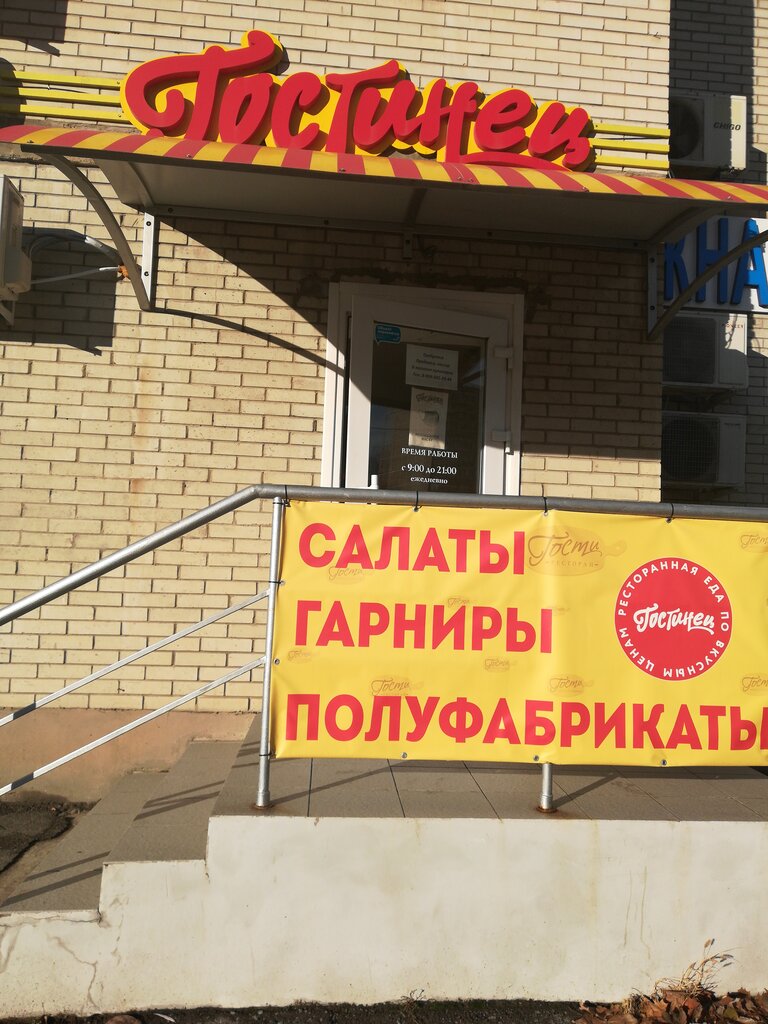 Гостинец
CHIGO
КНА
ВРЕМЯ РАБОТЫ
с 9:00 до 21:00
ежедневно
САЛАТЫ
ГАРНИРЫ
ПОЛУФАБРИКАТЫ
Гости
РЕСТОРАН
РЕСТОРАННАЯ ЕДА ПО ВКУСНЫМ ЦЕНАМ
Гостинец